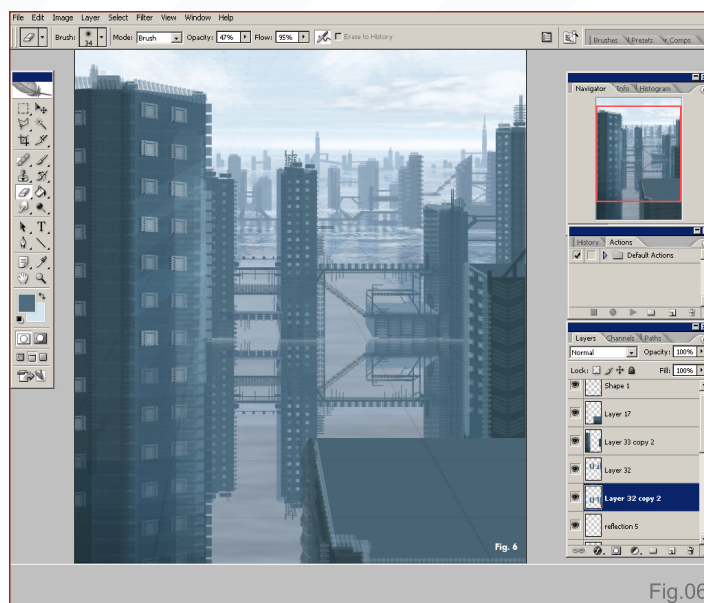 File Edit Image Layer Select Filter View Window Help
Brush: 34 Mode: Brush Opacity: 47% Flow: 95% Erase to History
Brushes Presets Comps
Navigator Info Histogram
History Actions
Default Actions
Layers Channels Paths
Normal Opacity: 100%
Lock: Fill: 100%
Shape 1
Layer 17
Layer 33 copy 2
Layer 32
Layer 32 copy 2
reflection 5
Fig. 6
Fig.06